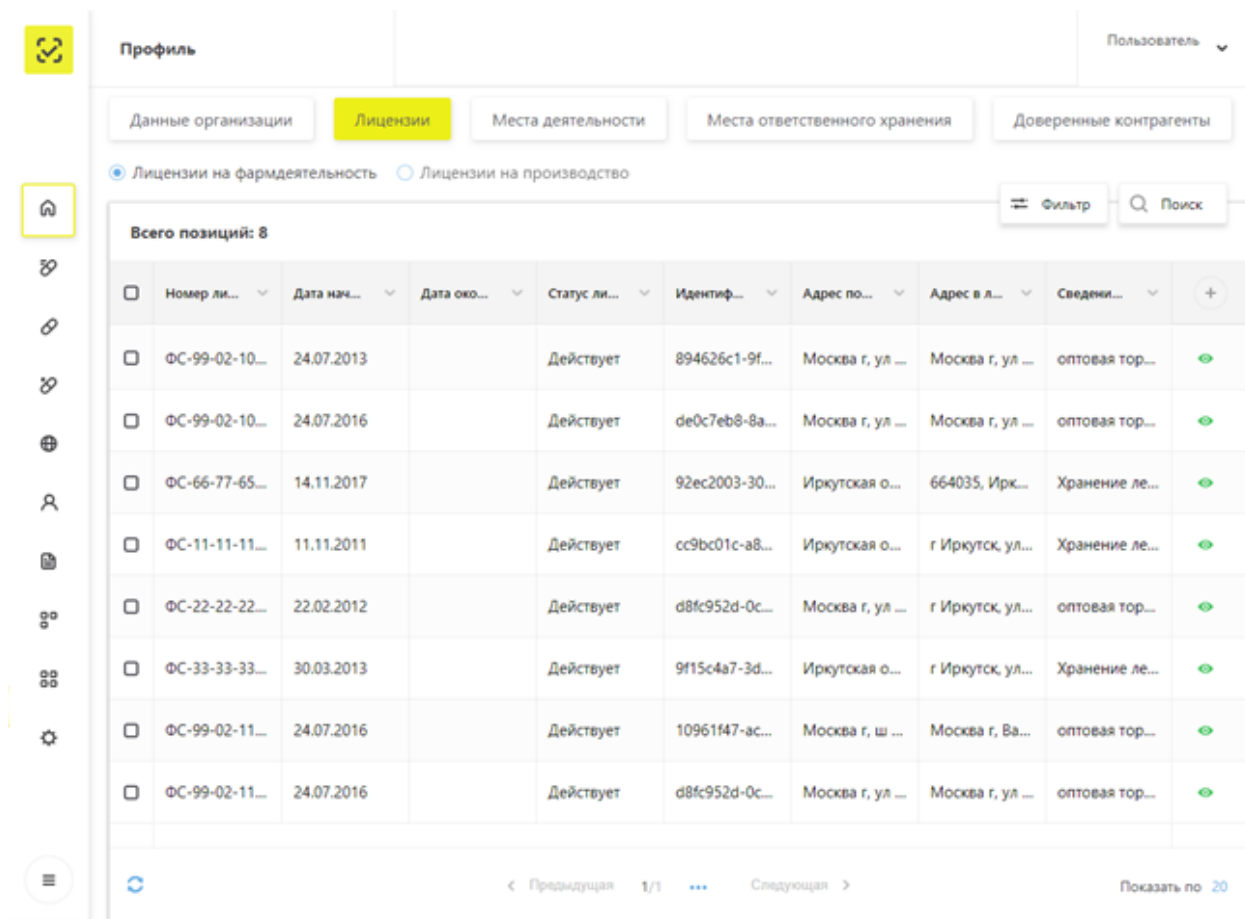 Профиль
Пользователь
Данные организации Лицензии Места деятельности Места ответственного хранения Доверенные контрагенты
Лицензии на фармдеятельность Лицензии на производство
Фильтр Поиск
Всего позиций: 8
Номер ли... Дата нач... Дата око... Статус ли... Идентиф... Адрес по... Адрес в л... Сведени...
ФС-99-02-10... 24.07.2013 Действует 894626c1-9f... Москва г, ул ... Москва г, ул ... оптовая тор...
ФС-99-02-10... 24.07.2016 Действует de0c7eb8-8a... Москва г, ул ... Москва г, ул ... оптовая тор...
ФС-66-77-65... 14.11.2017 Действует 92ec2003-30... Иркутская о... 664035, Ирк... Хранение ле...
ФС-11-11-11... 11.11.2011 Действует cc9bc01c-a8... Иркутская о... г Иркутск, ул... Хранение ле...
ФС-22-22-22... 22.02.2012 Действует d8fc952d-0c... Москва г, ул ... г Иркутск, ул... оптовая тор...
ФС-33-33-33... 30.03.2013 Действует 9f15c4a7-3d... Иркутская о... г Иркутск, ул... Хранение ле...
ФС-99-02-11... 24.07.2016 Действует 10961f47-ac... Москва г, ш ... Москва г, Ва... оптовая тор...
ФС-99-02-11... 24.07.2016 Действует d8fc952d-0c... Москва г, ул ... Москва г, ул ... оптовая тор...
Предыдущая 1/1 ... Следующая Показать по 20